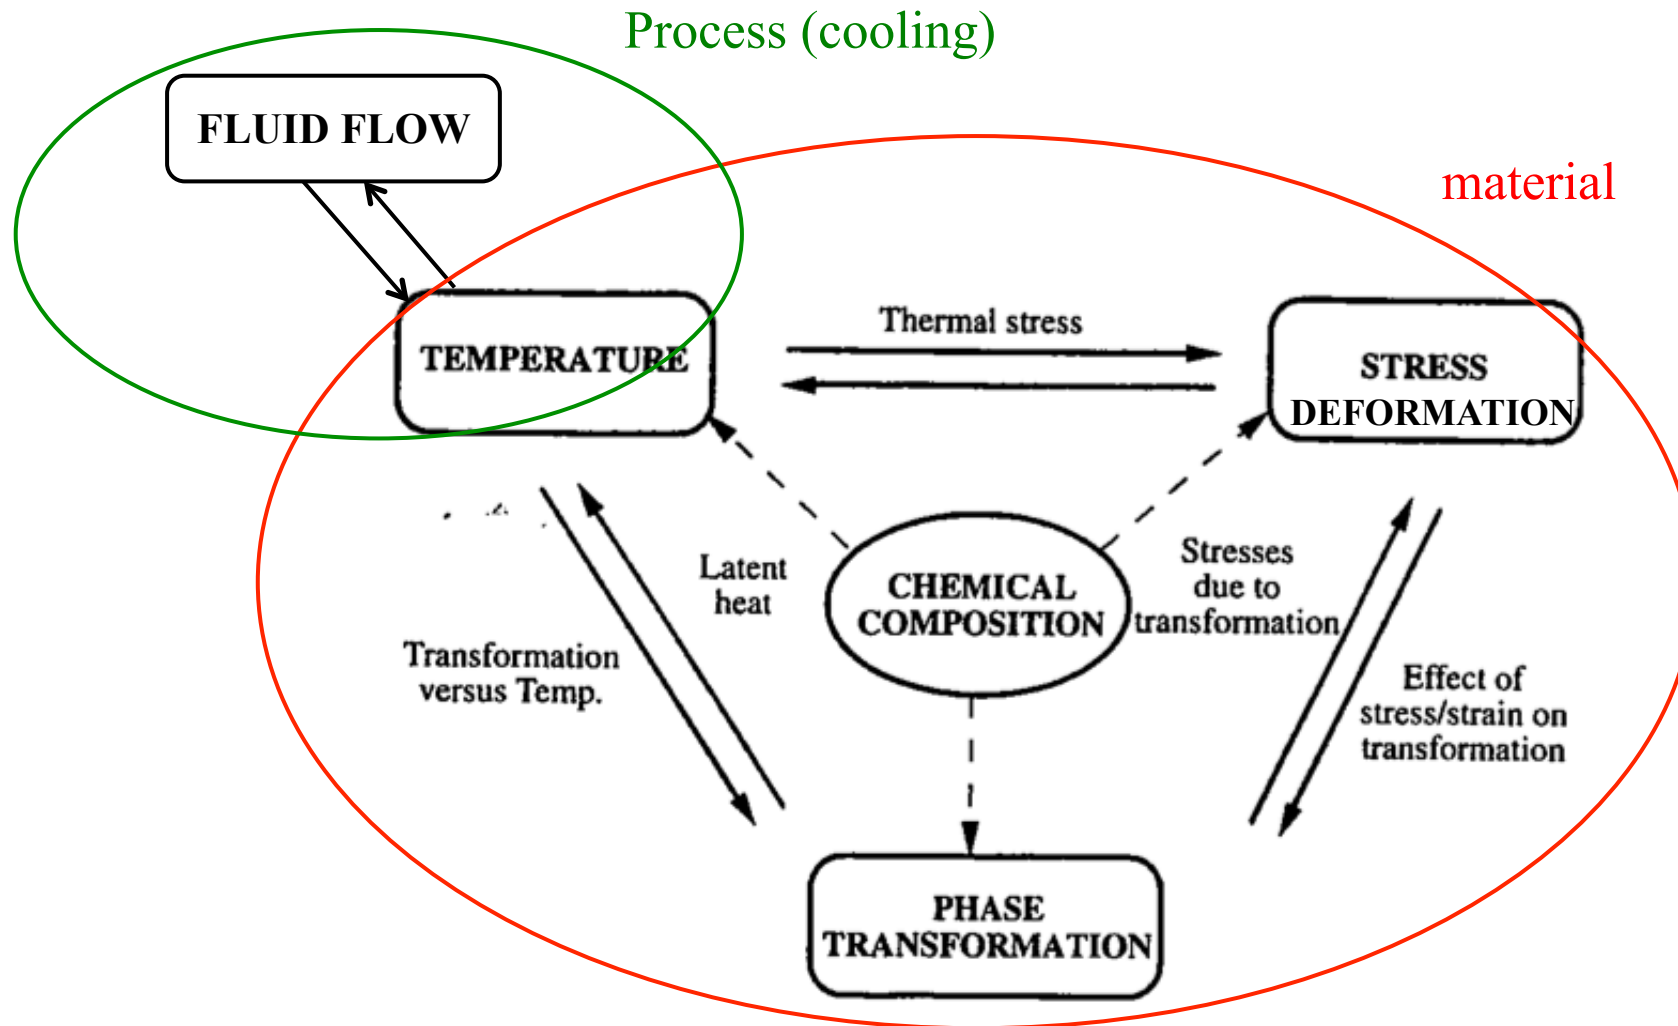 Process (cooling)
FLUID FLOW
material
TEMPERATURE
Thermal stress
STRESS
DEFORMATION
Latent
heat
CHEMICAL
COMPOSITION
Stresses
due to
transformation
Transformation
versus Temp.
Effect of
stress/strain on
transformation
PHASE
TRANSFORMATION